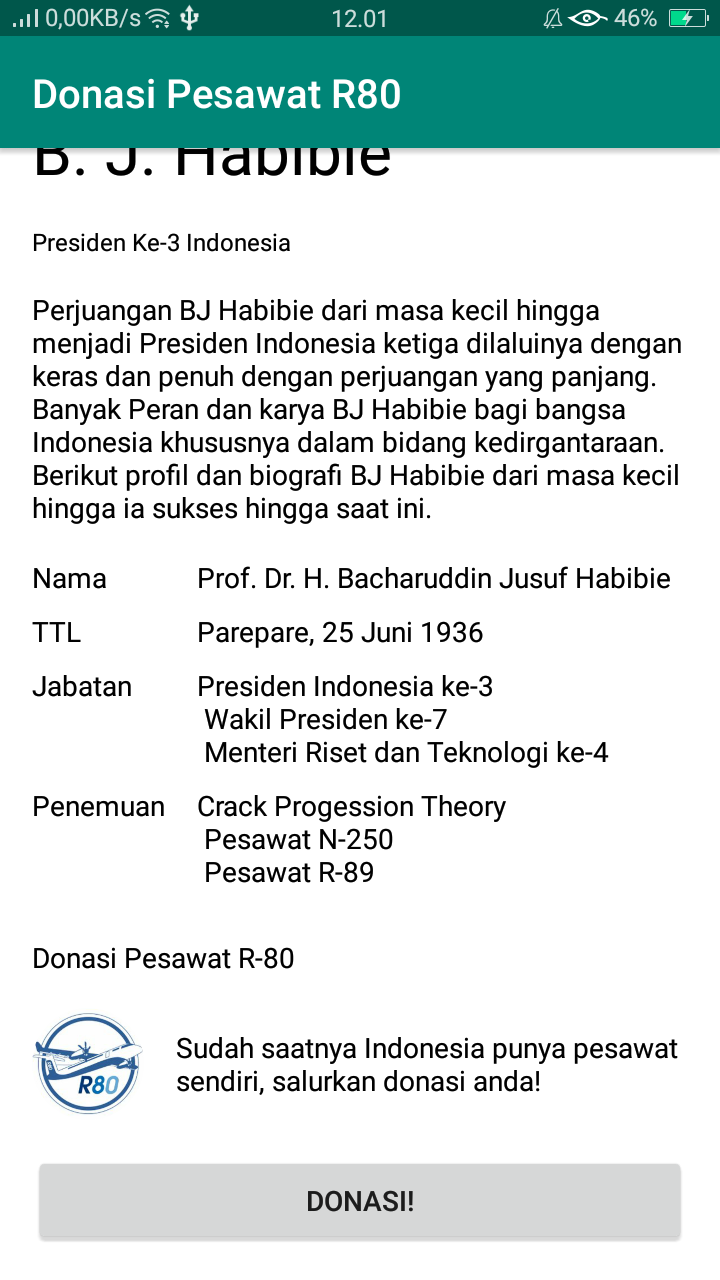 0,00KB/s 12.01 46%
Donasi Pesawat R80
B. J. Habibie
Presiden Ke-3 Indonesia
Perjuangan BJ Habibie dari masa kecil hingga
menjadi Presiden Indonesia ketiga dilaluinya dengan
keras dan penuh dengan perjuangan yang panjang.
Banyak Peran dan karya BJ Habibie bagi bangsa
Indonesia khususnya dalam bidang kedirgantaraan.
Berikut profil dan biografi BJ Habibie dari masa kecil
hingga ia sukses hingga saat ini.
Nama Prof. Dr. H. Bacharuddin Jusuf Habibie
TTL Parepare, 25 Juni 1936
Jabatan Presiden Indonesia ke-3
Wakil Presiden ke-7
Menteri Riset dan Teknologi ke-4
Penemuan Crack Progession Theory
Pesawat N-250
Pesawat R-89
Donasi Pesawat R-80
R80
Sudah saatnya Indonesia punya pesawat
sendiri, salurkan donasi anda!
DONASI!